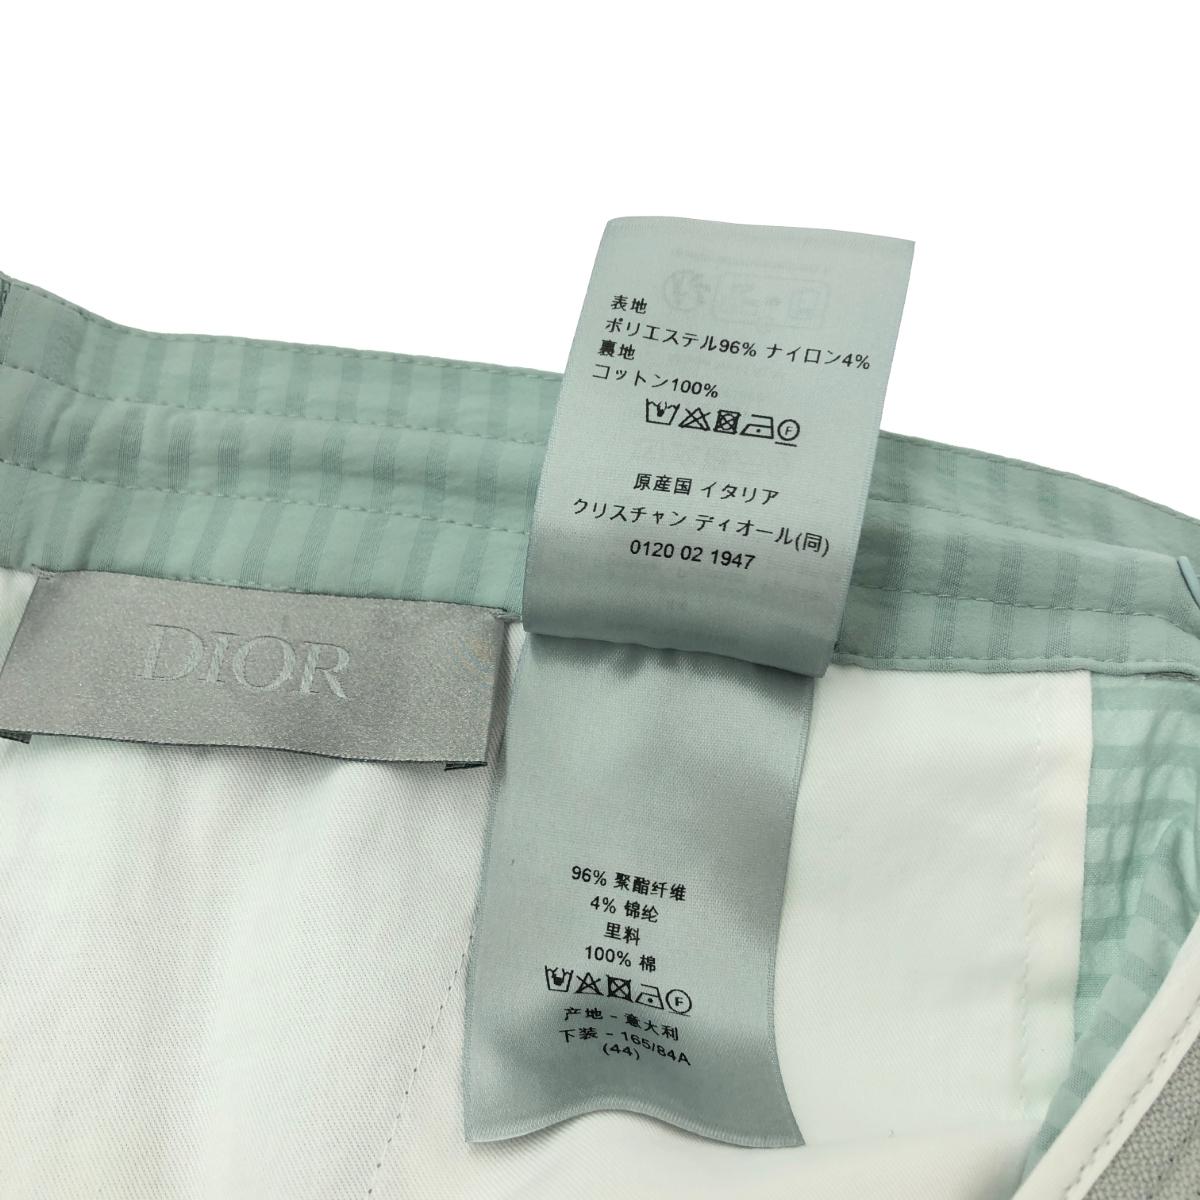 表地
ポリエステル96% ナイロン4%
裏地
コットン100%
F
原産国 イタリア
クリスチャン ディオール(同)
0120 02 1947
DIOR
96% 聚酯纤维
4% 锦纶
里料
100% 棉
F
产地 - 意大利
下装 - 165/84A
(44)